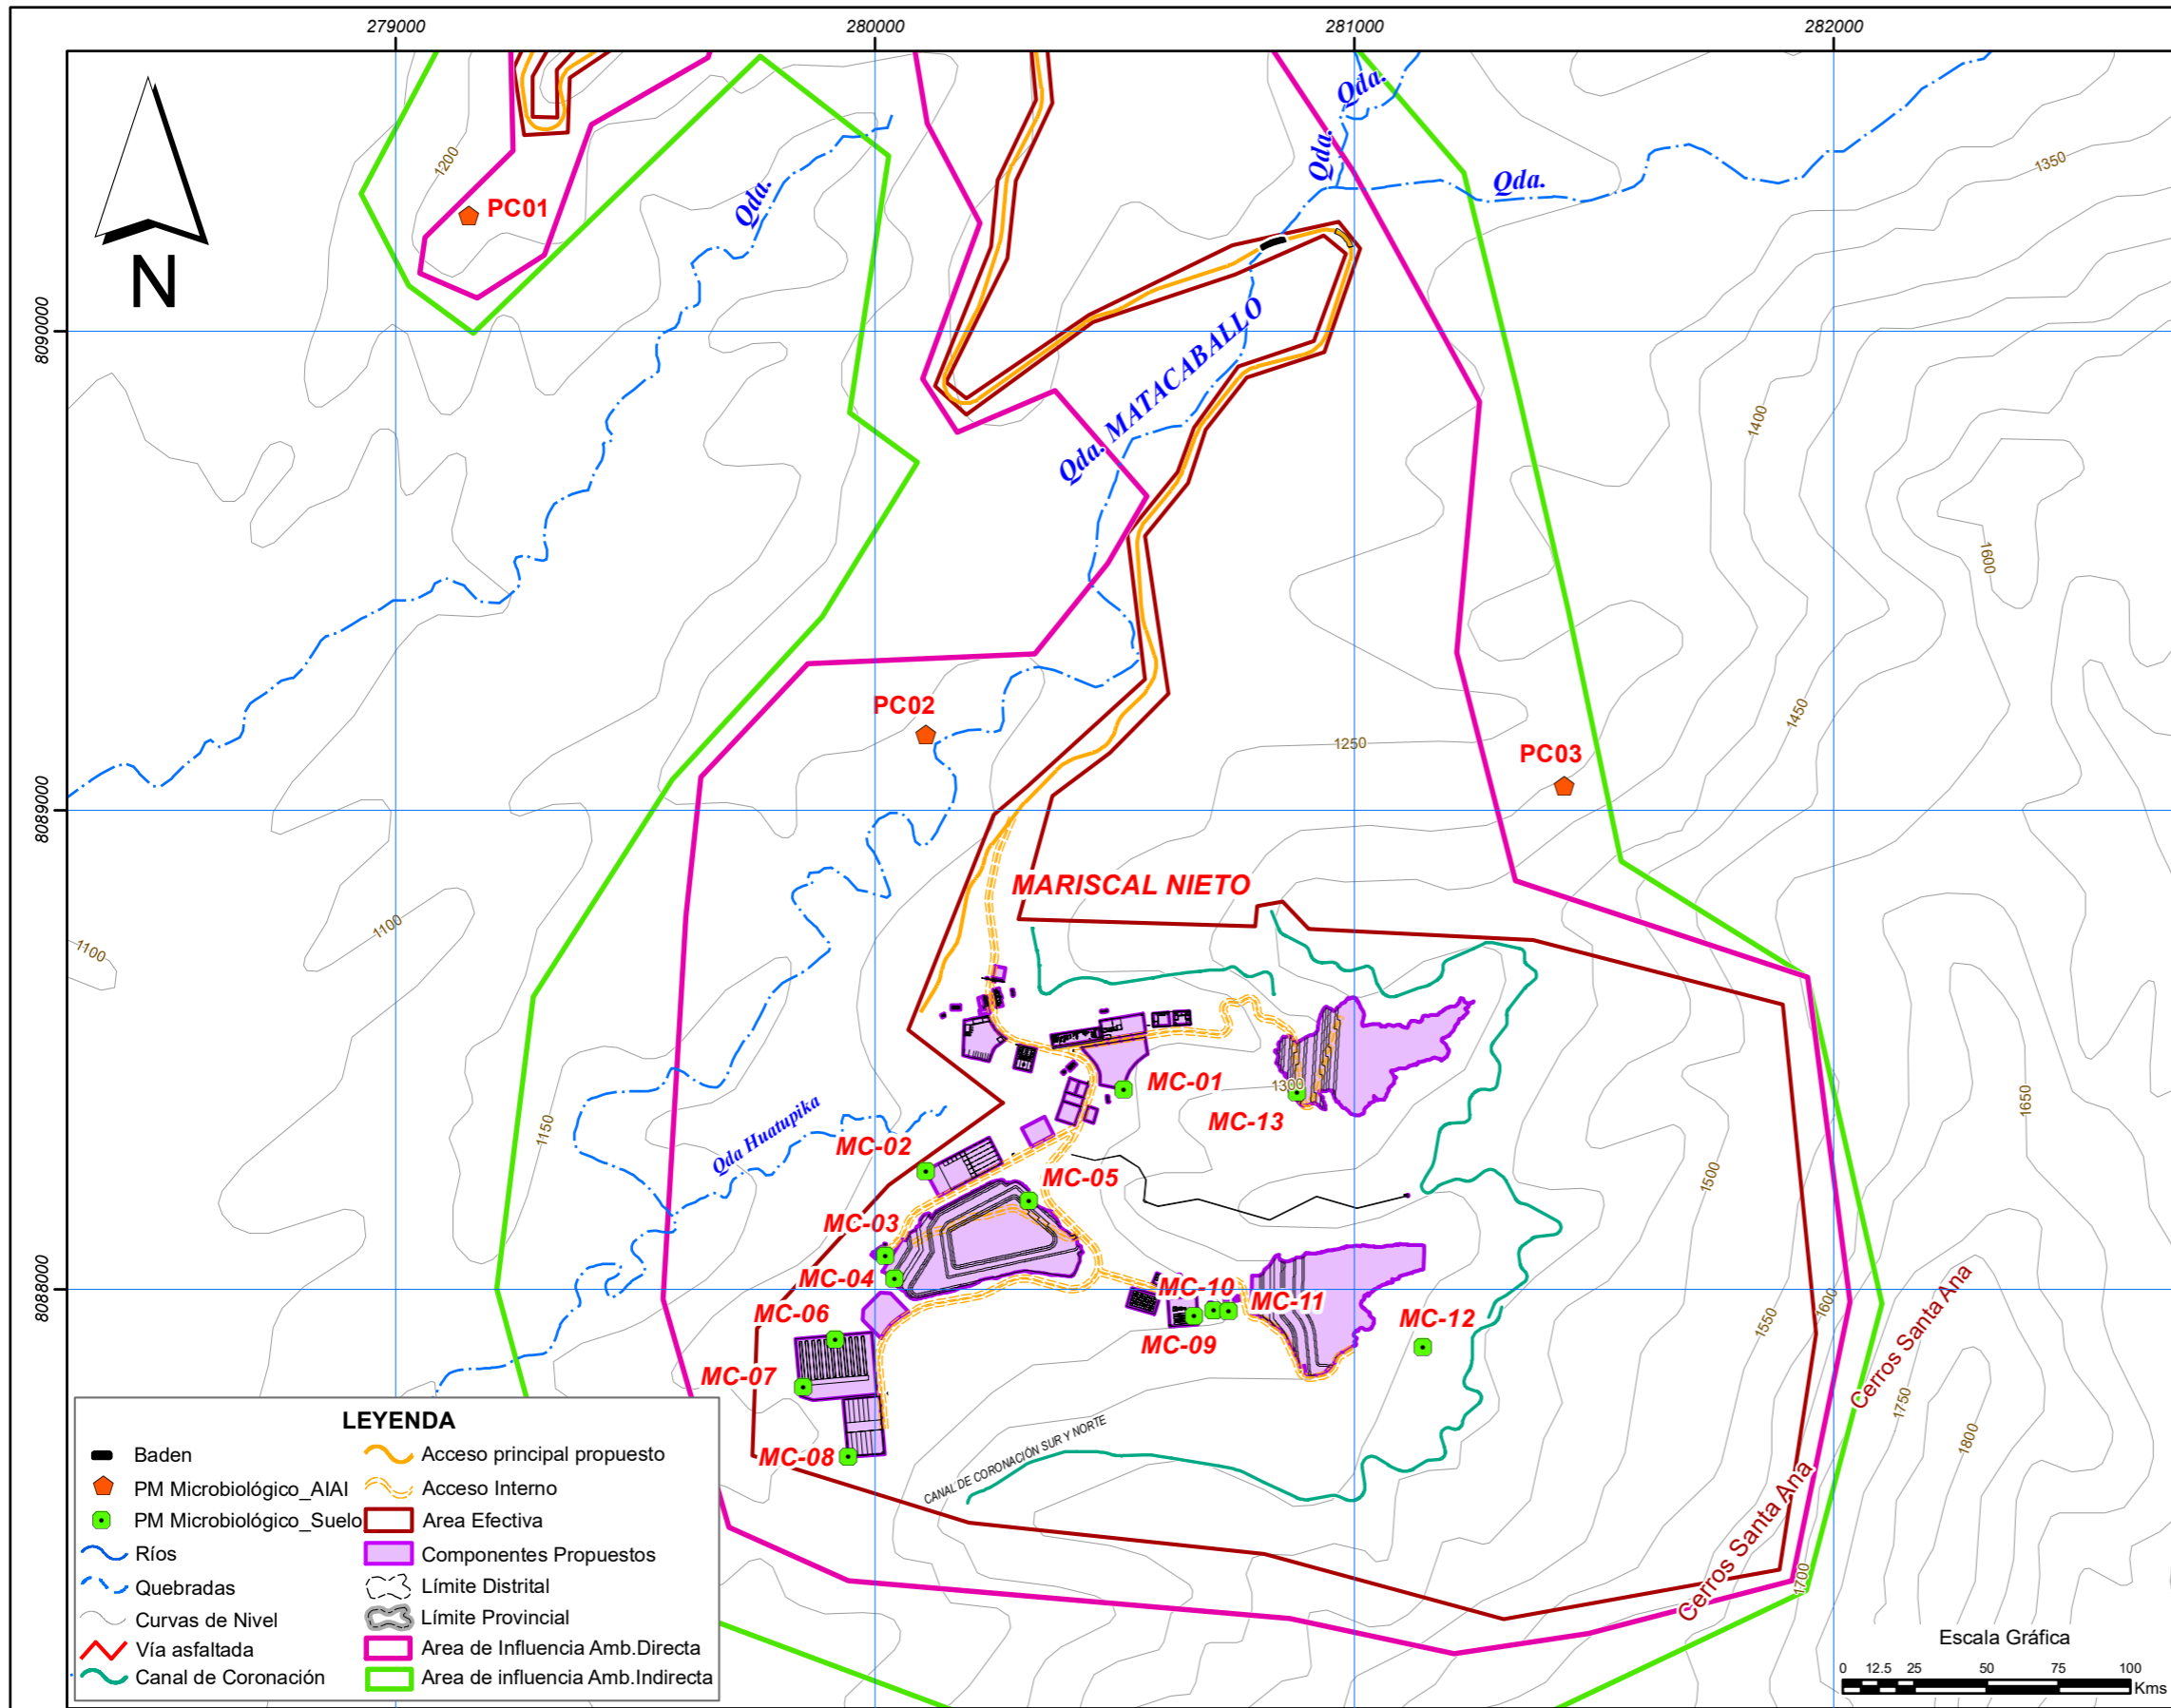 279000
280000
281000
282000
N
8090000
8089000
8088000
1200
PC01
Qda.
Qda.
Qda.
Qda.
1350
Qda. MATACABALLO
1400
1600
PC02
1250
1450
PC03
MARISCAL NIETO
1100
1100
1150
Qda Huatupika
MC-01
1300
MC-13
MC-02
MC-05
MC-03
MC-04
MC-06
MC-07
MC-08
MC-10
MC-11
MC-09
MC-12
1500
1650
1550
1600
1750
1800
1700
Cerros Santa Ana
Cerros Santa Ana
CANAL DE CORONACIÓN SUR Y NORTE
LEYENDA
Baden
PM Microbiológico_AIAI
PM Microbiológico_Suelo
Ríos
Quebradas
Curvas de Nivel
Vía asfaltada
Canal de Coronación
Acceso principal propuesto
Acceso Interno
Area Efectiva
Componentes Propuestos
Límite Distrital
Límite Provincial
Area de Influencia Amb.Directa
Area de influencia Amb.Indirecta
Escala Gráfica
0 12.5 25 50 75 100
Kms